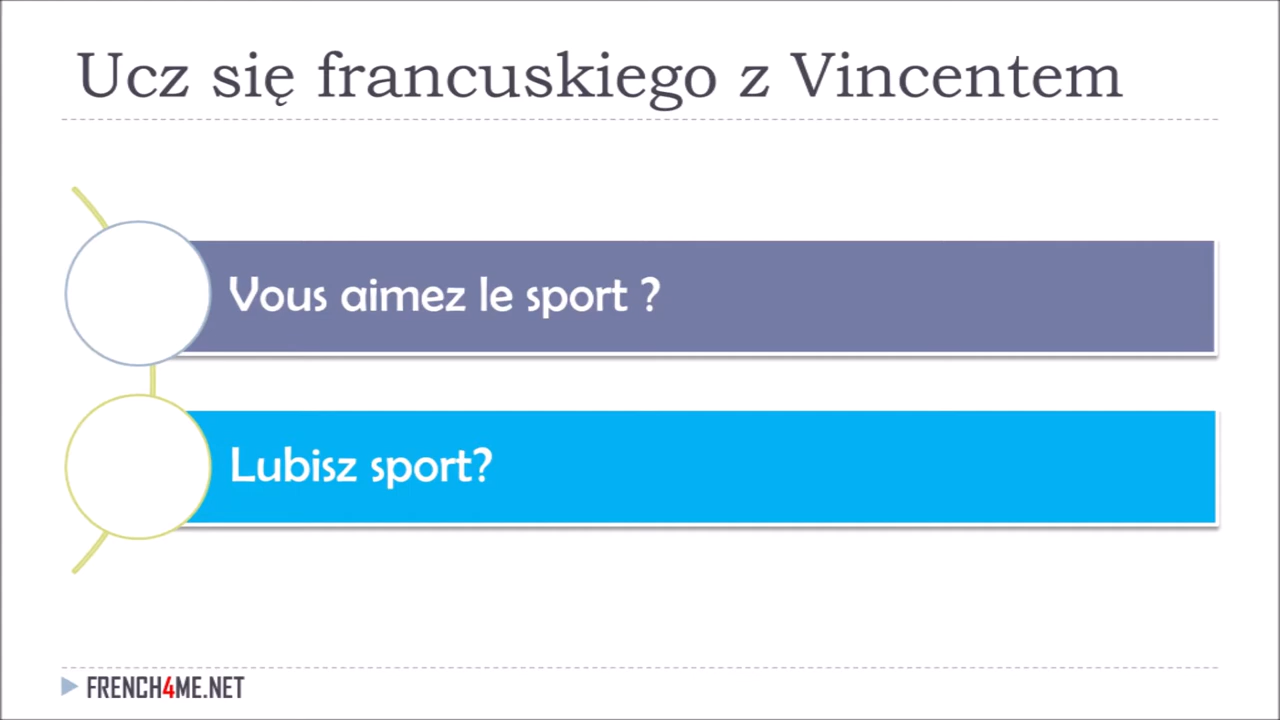 Ucz się francuskiego z Vincentem
Vous aimez le sport ?
Lubisz sport?
FRENCH4ME.NET